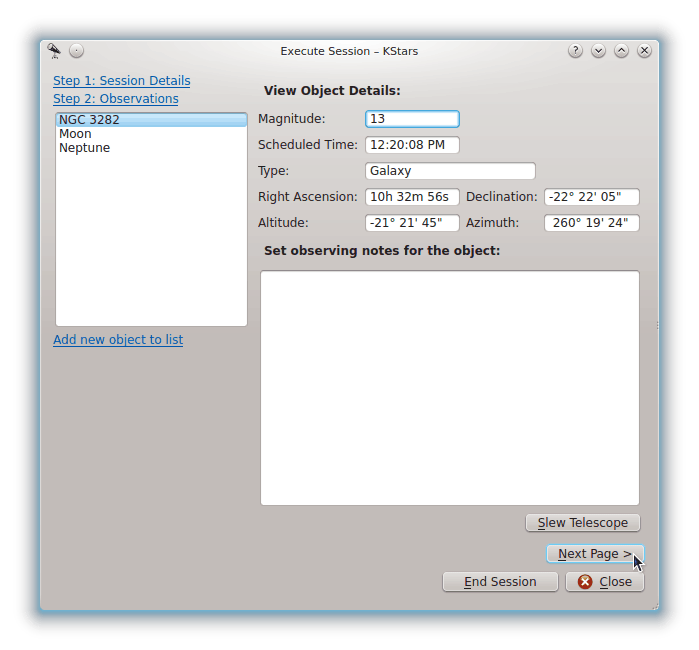 Execute Session – KStars
Step 1: Session Details
Step 2: Observations
NGC 3282
Moon
Neptune
Add new object to list
View Object Details:
Magnitude: 13
Scheduled Time: 12:20:08 PM
Type: Galaxy
Right Ascension: 10h 32m 56s Declination: -22° 22' 05"
Altitude: -21° 21' 45" Azimuth: 260° 19' 24"
Set observing notes for the object:
Slew Telescope
Next Page >
End Session Close